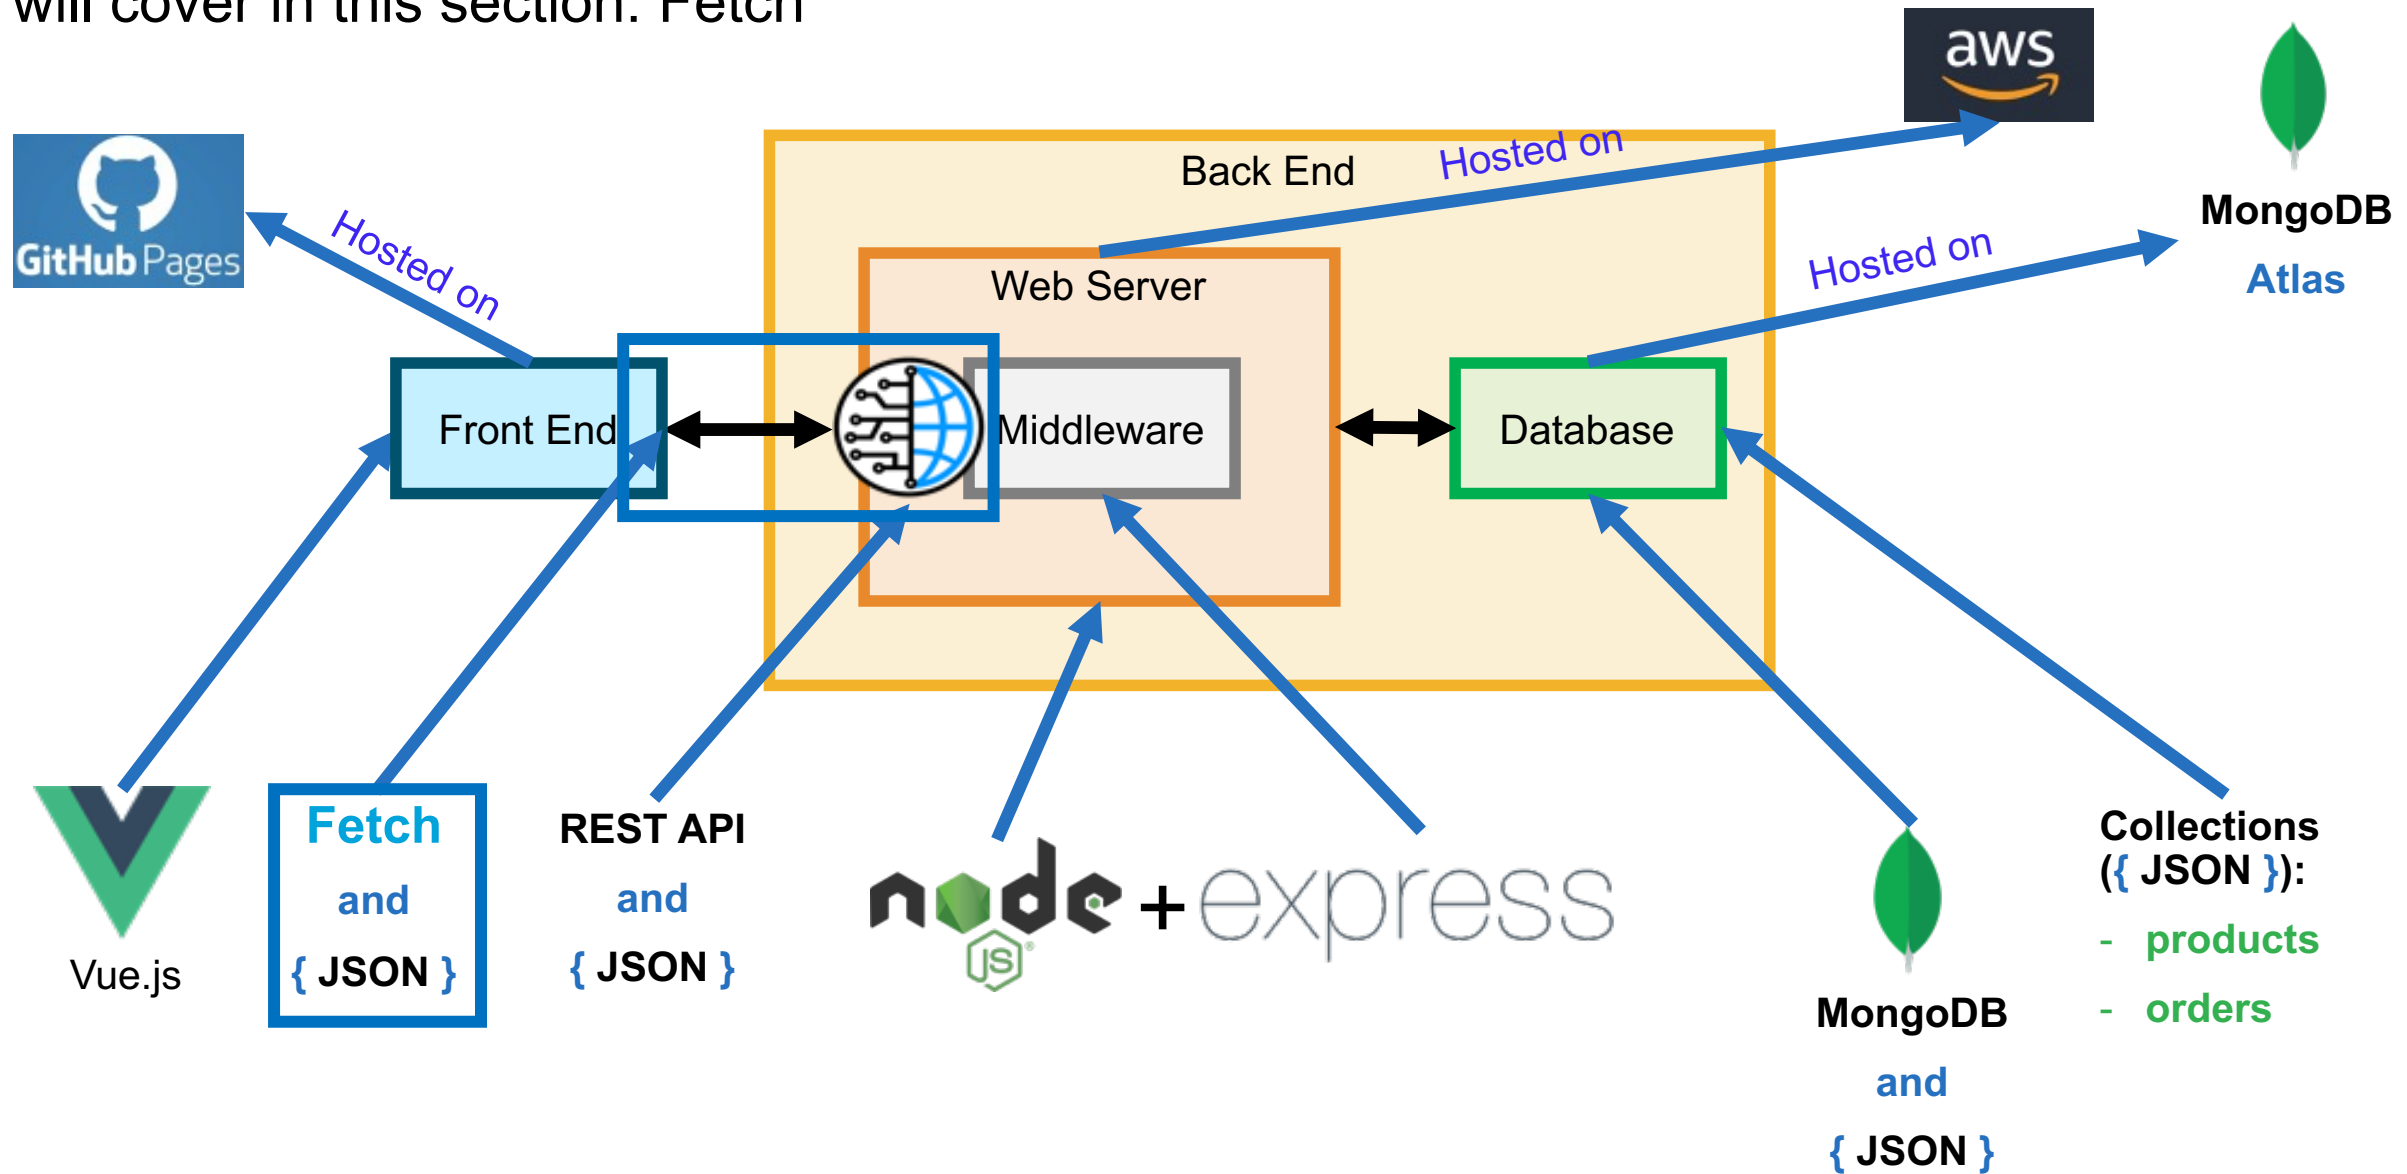 will cover in this section: Fetch
aws
MongoDB
Atlas
GitHub Pages
Hosted on
Back End
Hosted on
Web Server
Hosted on
Front End
Middleware
Database
Vue.js
Fetch
and
{ JSON }
REST API
and
{ JSON }
node
JS
+
express
MongoDB
and
{ JSON }
Collections
({ JSON }):
- products
- orders